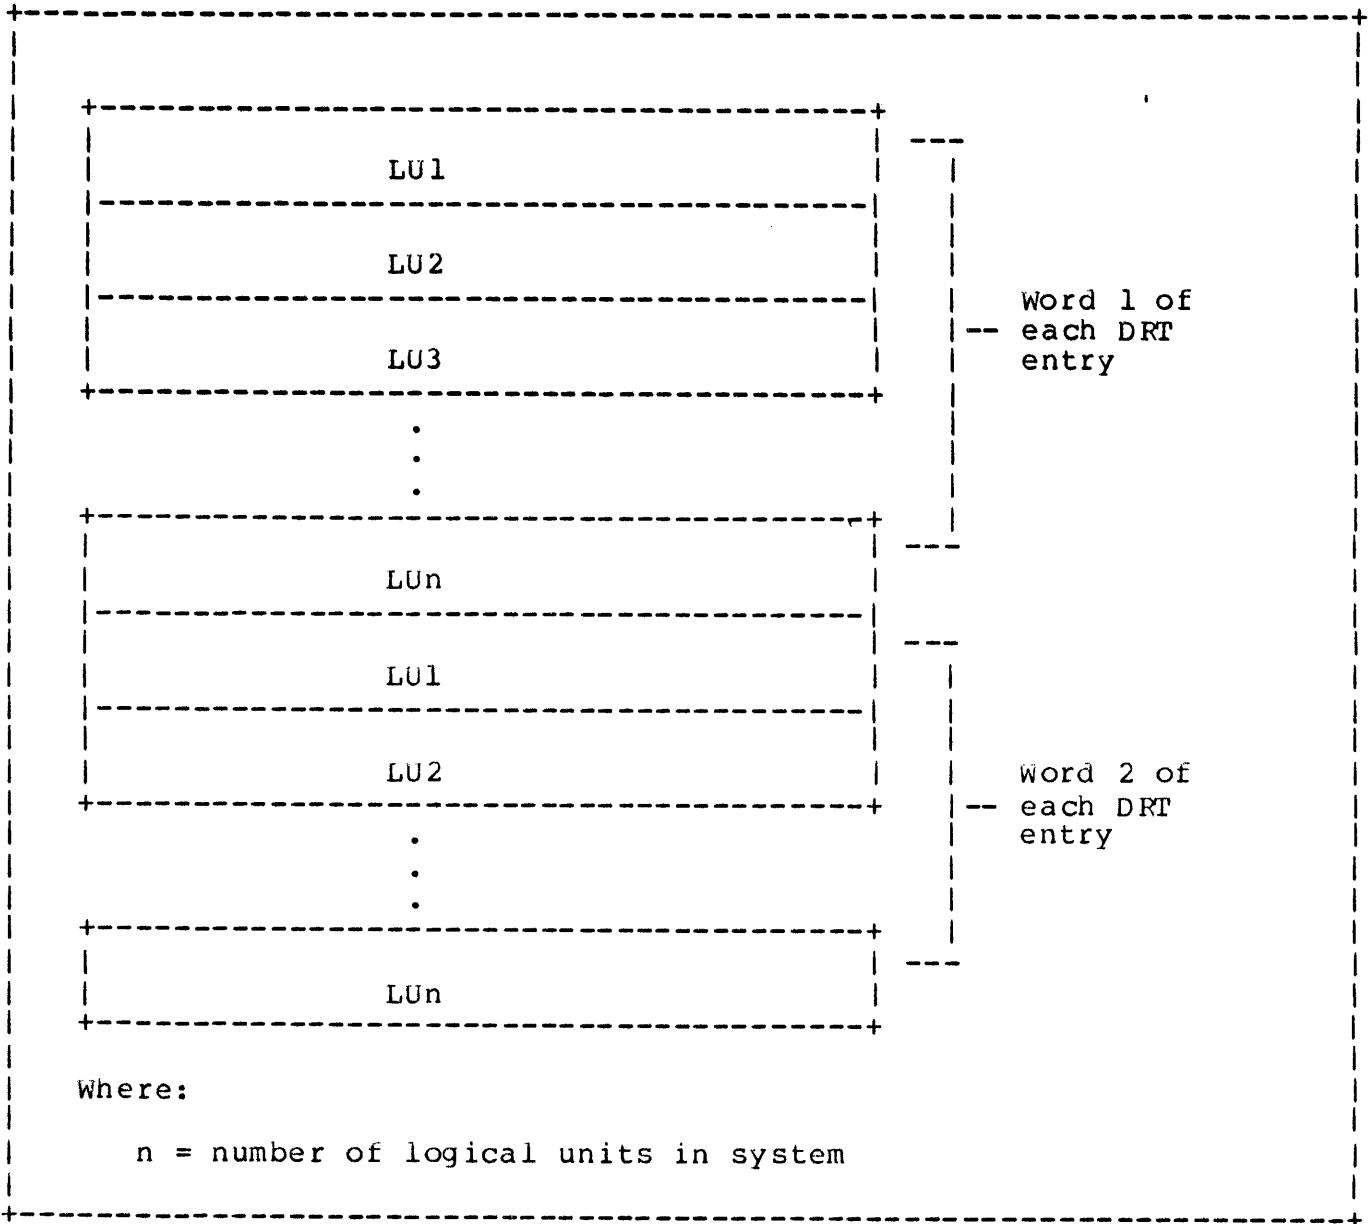 LU1
LU2
LU3
Word 1 of
each DRT
entry
.
.
.
LUn
LU1
LU2
Word 2 of
each DRT
entry
.
.
.
LUn
Where:
n = number of logical units in system